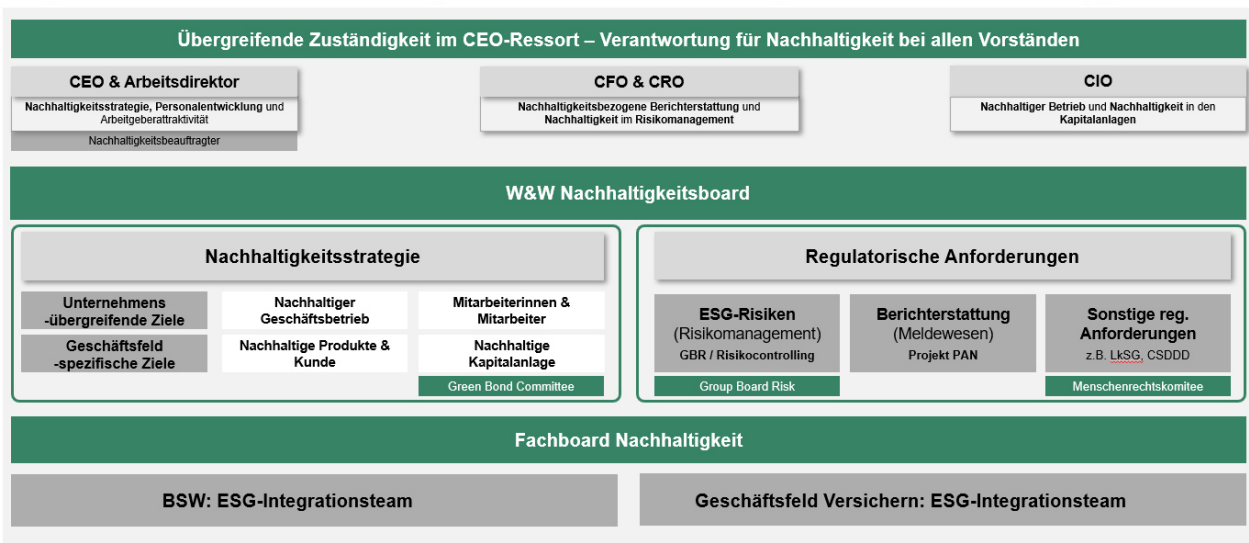 Übergreifende Zuständigkeit im CEO-Ressort – Verantwortung für Nachhaltigkeit bei allen Vorständen
CEO & Arbeitsdirektor
Nachhaltigkeitsstrategie, Personalentwicklung und
Arbeitgeberattraktivität
Nachhaltigkeitsbeauftragter
CFO & CRO
Nachhaltigkeitsbezogene Berichterstattung und
Nachhaltigkeit im Risikomanagement
CIO
Nachhaltiger Betrieb und Nachhaltigkeit in den
Kapitalanlagen
W&W Nachhaltigkeitsboard
Nachhaltigkeitsstrategie
Unternehmens
-übergreifende Ziele
Nachhaltiger
Geschäftsbetrieb
Mitarbeiterinnen &
Mitarbeiter
Geschäftsfeld
-spezifische Ziele
Nachhaltige Produkte &
Kunde
Nachhaltige
Kapitalanlage
Green Bond Committee
Regulatorische Anforderungen
ESG-Risiken
(Risikomanagement)
GBR / Risikocontrolling
Group Board Risk
Berichterstattung
(Meldewesen)
Projekt PAN
Sonstige reg.
Anforderungen
z.B. LkSG, CSDDD
Menschenrechtskomitee
Fachboard Nachhaltigkeit
BSW: ESG-Integrationsteam
Geschäftsfeld Versichern: ESG-Integrationsteam